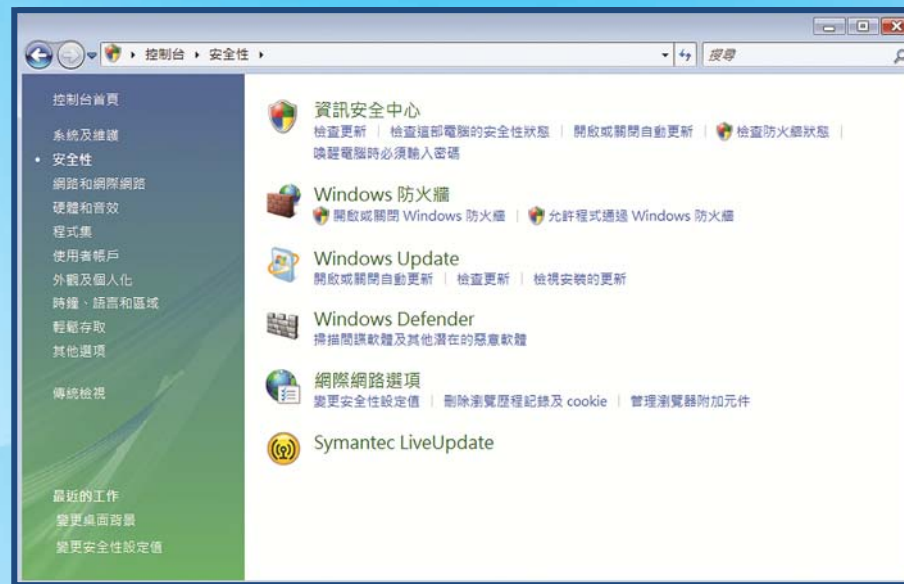 控制台 ▸ 安全性 ▸
搜尋
控制台首頁
系統及維護
• 安全性
網路和網際網路
硬體和音效
程式集
使用者帳戶
外觀及個人化
時鐘、語言和區域
輕鬆存取
其他選項
傳統檢視
最近的工作
變更桌面背景
變更安全性設定值
資訊安全中心
檢查更新 | 檢查這部電腦的安全性狀態 | 開啟或關閉自動更新 | 檢查防火牆狀態 |
喚醒電腦時必須輸入密碼
Windows 防火牆
開啟或關閉 Windows 防火牆 | 允許程式通過 Windows 防火牆
Windows Update
開啟或關閉自動更新 | 檢查更新 | 檢視安裝的更新
Windows Defender
掃描間諜軟體及其他潛在的惡意軟體
網際網路選項
變更安全性設定值 | 刪除瀏覽歷程記錄及 cookie | 管理瀏覽器附加元件
Symantec LiveUpdate